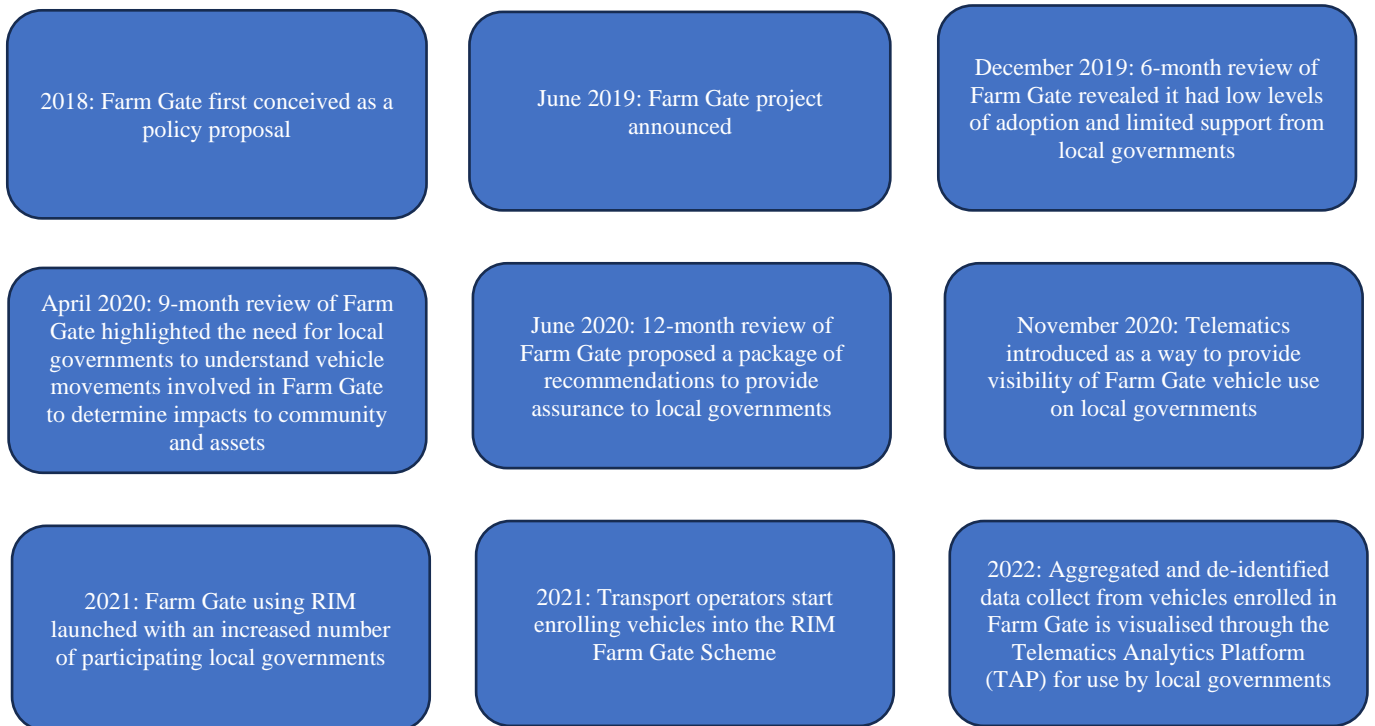 2018: Farm Gate first conceived as a
policy proposal
June 2019: Farm Gate project
announced
December 2019: 6-month review of
Farm Gate revealed it had low levels
of adoption and limited support from
local governments
April 2020: 9-month review of Farm
Gate highlighted the need for local
governments to understand vehicle
movements involved in Farm Gate
to determine impacts to community
and assets
June 2020: 12-month review of
Farm Gate proposed a package of
recommendations to provide
assurance to local governments
November 2020: Telematics
introduced as a way to provide
visibility of Farm Gate vehicle use
on local governments
2021: Farm Gate using RIM
launched with an increased number
of participating local governments
2021: Transport operators start
enrolling vehicles into the RIM
Farm Gate Scheme
2022: Aggregated and de-identified
data collect from vehicles enrolled in
Farm Gate is visualised through the
Telematics Analytics Platform
(TAP) for use by local governments